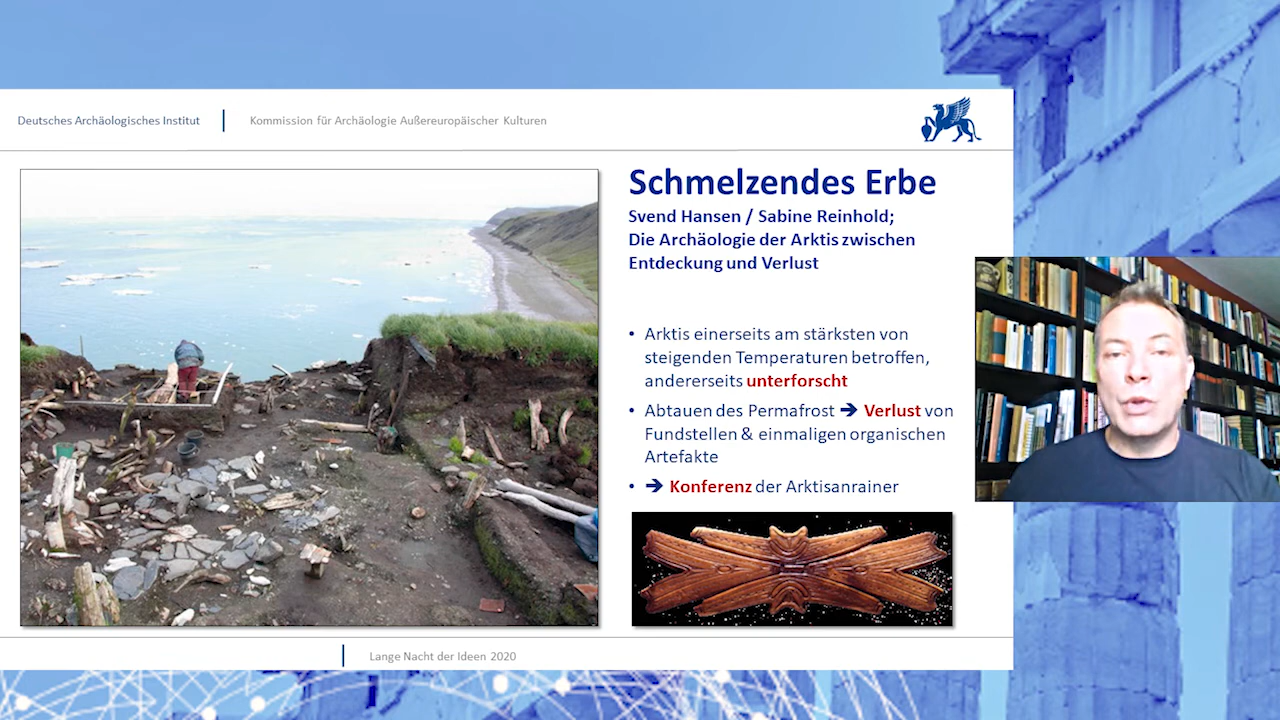 Deutsches Archäologisches Institut
Kommission für Archäologie Außereuropäischer Kulturen
Schmelzendes Erbe
Svend Hansen / Sabine Reinhold;
Die Archäologie der Arktis zwischen
Entdeckung und Verlust
• Arktis einerseits am stärksten von
steigenden Temperaturen betroffen,
andererseits unterforscht
• Abtauen des Permafrost ➔ Verlust von
Fundstellen & einmaligen organischen
Artefakte
• ➔ Konferenz der Arktisanrainer
Lange Nacht der Ideen 2020